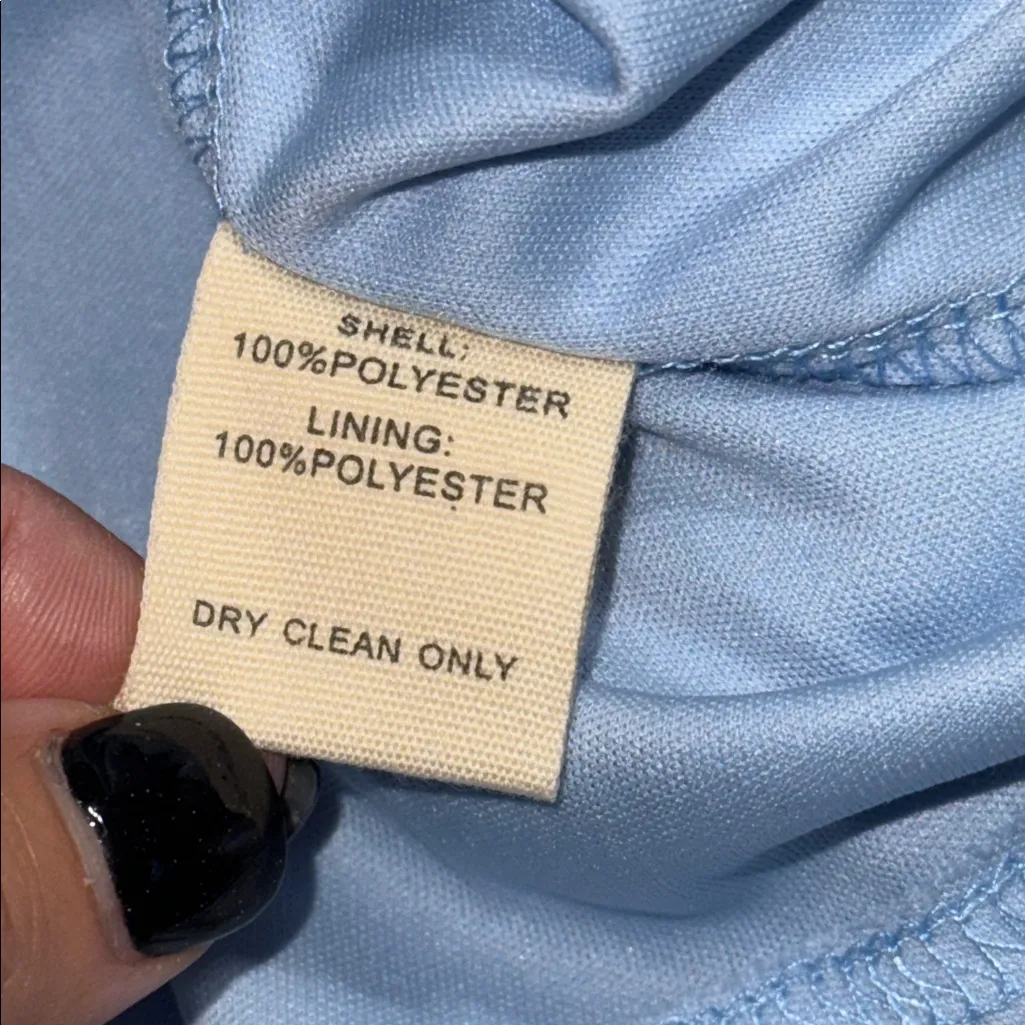 SHELL:
100%POLYESTER
LINING:
100%POLYESTER
DRY CLEAN ONLY